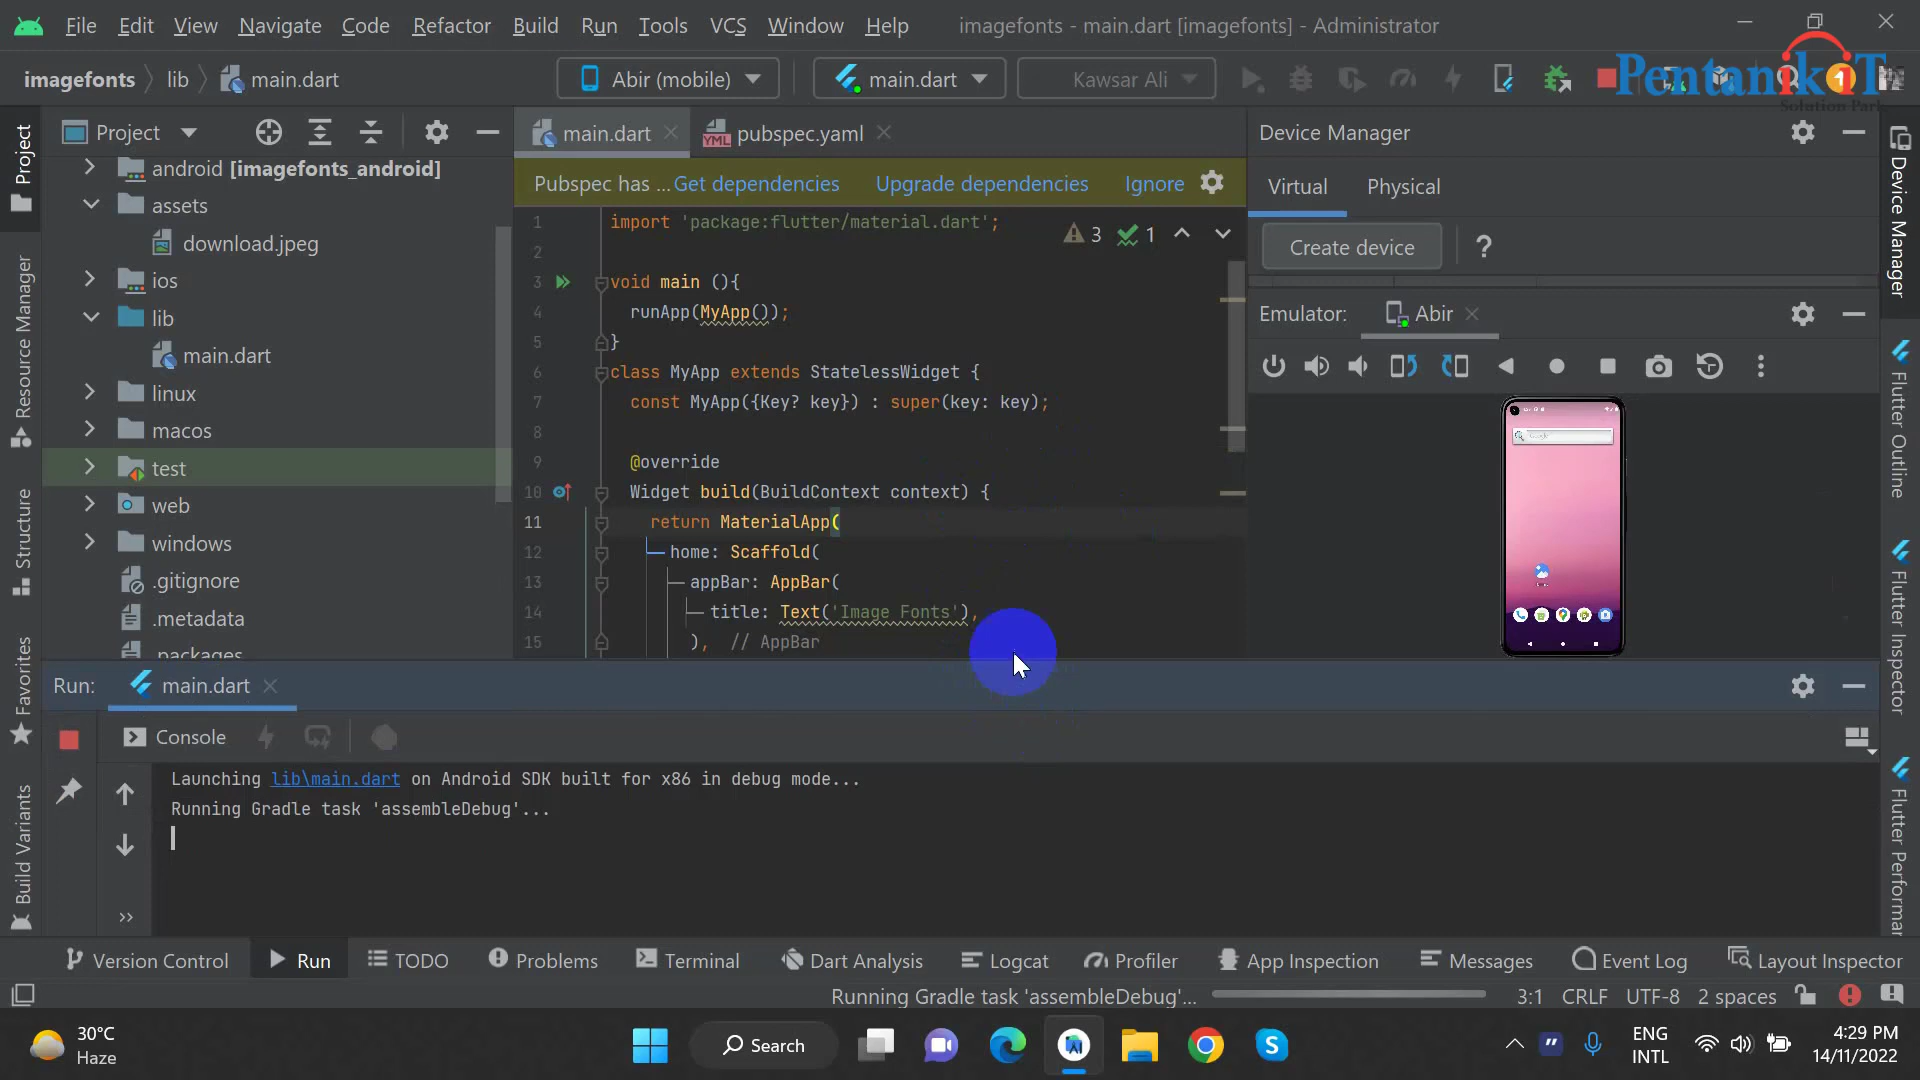 File Edit View Navigate Code Refactor Build Run Tools VCS Window Help imagefonts - main.dart [imagefonts] - Administrator
imagefonts lib main.dart Abir (mobile) main.dart Kawsar Ali
Pentanik iT
Solution Park
Project
main.dart pubspec.yaml
Device Manager
android [imagefonts_android]
assets
download.jpeg
ios
lib
main.dart
linux
macos
test
web
windows
.gitignore
.metadata
.packages
Pubspec has ... Get dependencies Upgrade dependencies Ignore
3 1
1 import 'package:flutter/material.dart';
2
3 void main (){
4 runApp(MyApp());
5 }
6 class MyApp extends StatelessWidget {
7 const MyApp({Key? key}) : super(key: key);
8
9 @override
10 Widget build(BuildContext context) {
11 return MaterialApp(
12 home: Scaffold(
13 appBar: AppBar(
14 title: Text('Image Fonts'),
15 ), // AppBar
Virtual Physical
Create device ?
Emulator: Abir
Project
Resource Manager
Structure
Favorites
Build Variants
Device Manager
Flutter Outline
Flutter Inspector
Flutter Performan
Run: main.dart
Console
Launching lib\main.dart on Android SDK built for x86 in debug mode...
Running Gradle task 'assembleDebug'...
Version Control Run TODO Problems Terminal Dart Analysis Logcat Profiler App Inspection Messages Event Log Layout Inspector
Running Gradle task 'assembleDebug'... 3:1 CRLF UTF-8 2 spaces
30°C
Haze
Search
ENG
INTL
4:29 PM
14/11/2022